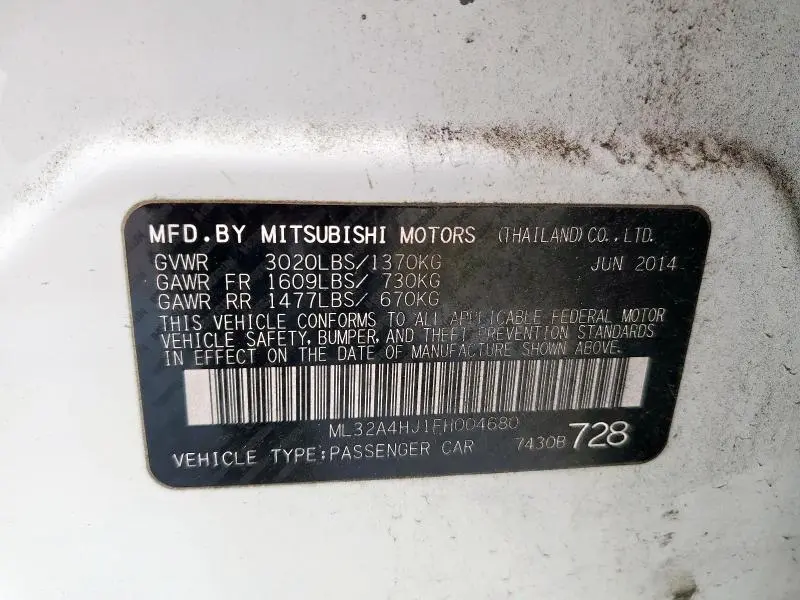 MFD.BY MITSUBISHI MOTORS (THAILAND)CO.,LTD.
GVWR 3020LBS/1370KG JUN 2014
GAWR FR 1609LBS/ 730KG
GAWR RR 1477LBS/ 670KG
THIS VEHICLE CONFORMS TO ALL APPLICABLE FEDERAL MOTOR
VEHICLE SAFETY, BUMPER, AND THEFT PREVENTION STANDARDS
IN EFFECT ON THE DATE OF MANUFACTURE SHOWN ABOVE.
ML32A4HJ1FH004680
VEHICLE TYPE;PASSENGER CAR 7430B 728